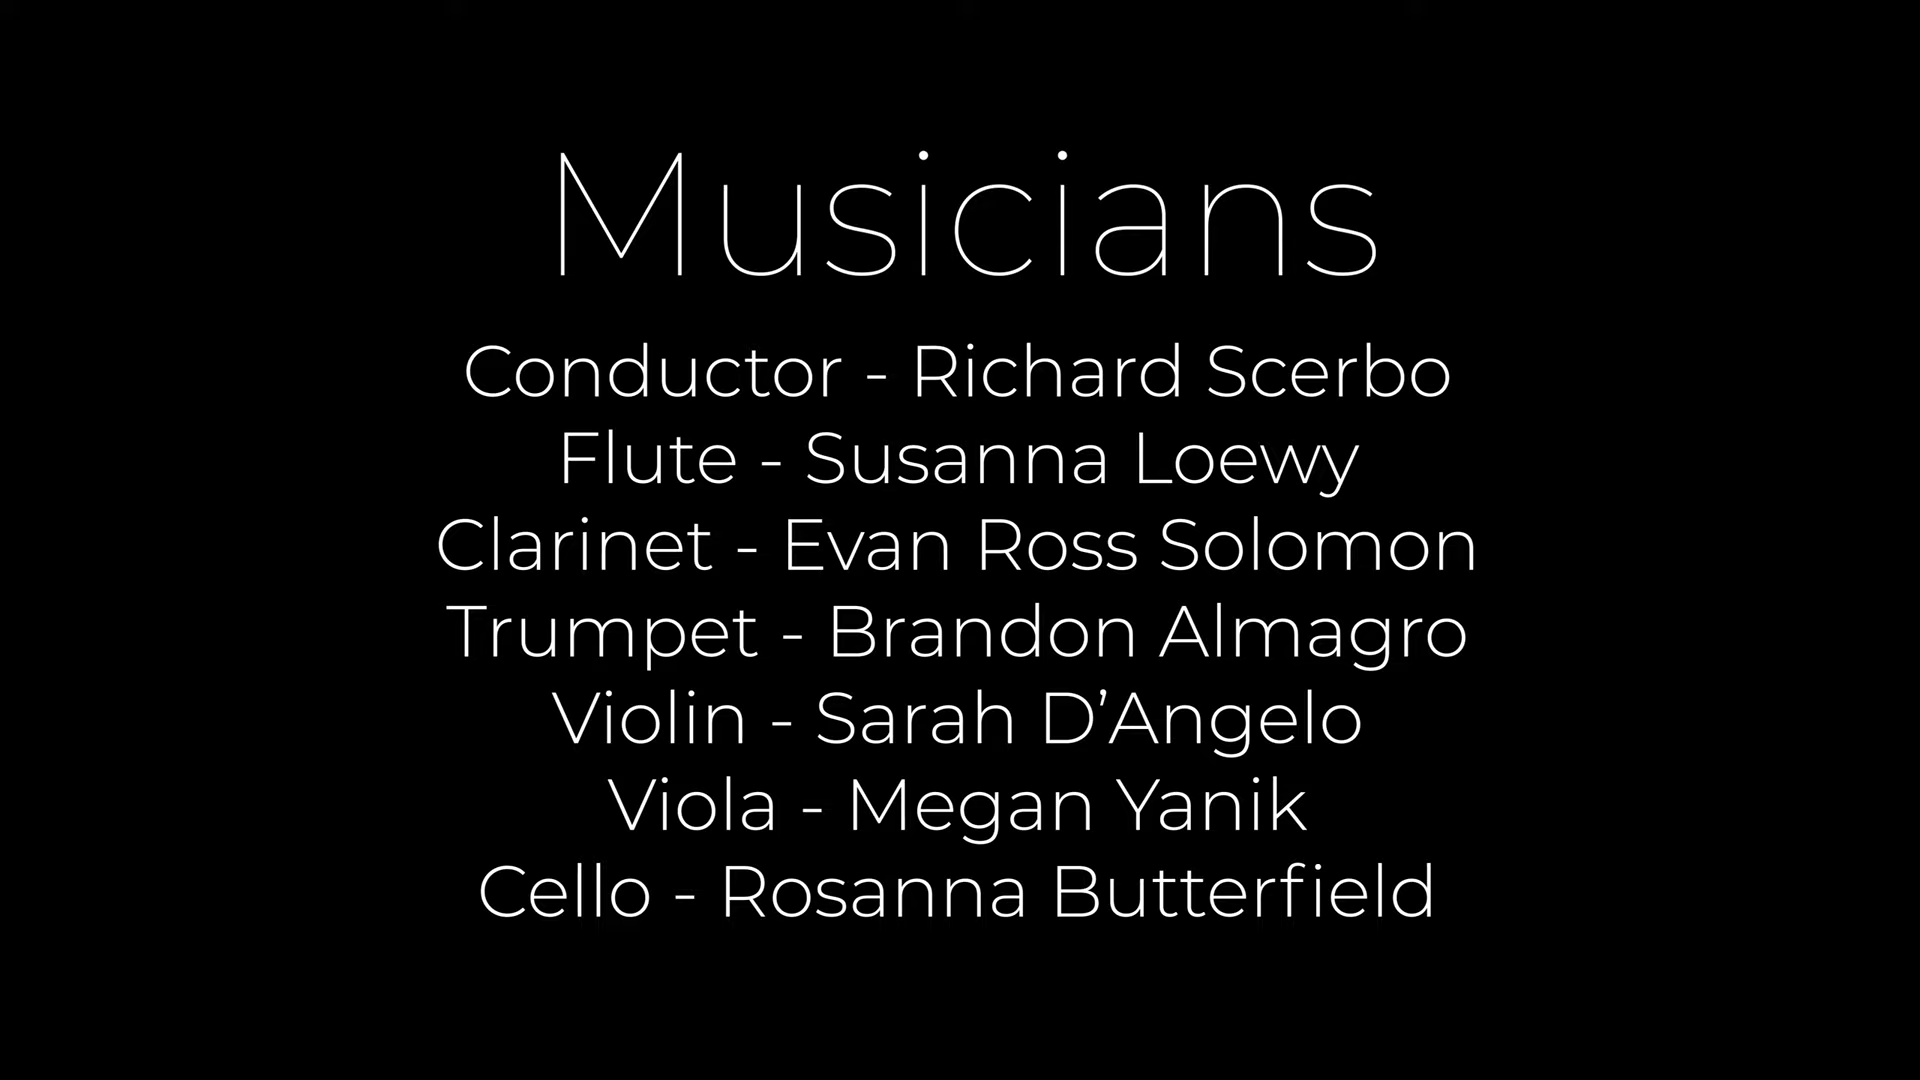 Musicians
Conductor - Richard Scerbo
Flute - Susanna Loewy
Clarinet - Evan Ross Solomon
Trumpet - Brandon Almagro
Violin - Sarah D’Angelo
Viola - Megan Yanik
Cello - Rosanna Butterfield